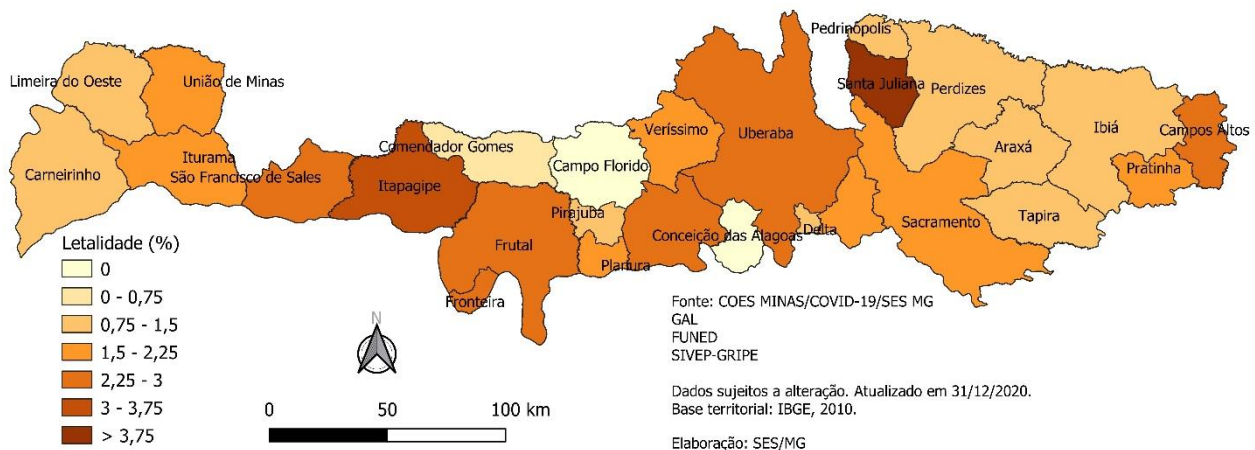 Pedrinópolis
Limeira do Oeste
União de Minas
Santa Juliana
Perdizes
Ibiá
Campos Altos
Veríssimo
Uberaba
Comendador Gomes
Campo Florido
Araxá
Pratinha
Iturama
São Francisco de Sales
Carneirinho
Itapagipe
Pirajuba
Tapira
Sacramento
Delta
Conceição das Alagoas
Frutal
Planura
Fronteira
Letalidade (%)
0
0 - 0,75
0,75 - 1,5
1,5 - 2,25
2,25 - 3
3 - 3,75
> 3,75
N
0 50 100 km
Fonte: COES MINAS/COVID-19/SES MG
GAL
FUNED
SIVEP-GRIPE
Dados sujeitos a alteração. Atualizado em 31/12/2020.
Base territorial: IBGE, 2010.
Elaboração: SES/MG